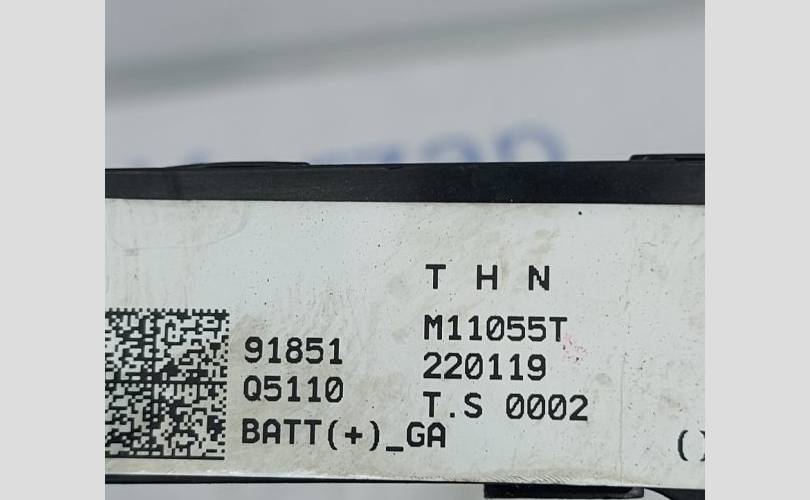 T H N
M11055T
91851
220119
Q5110
T.S 0002
BATT(+)_GA
()